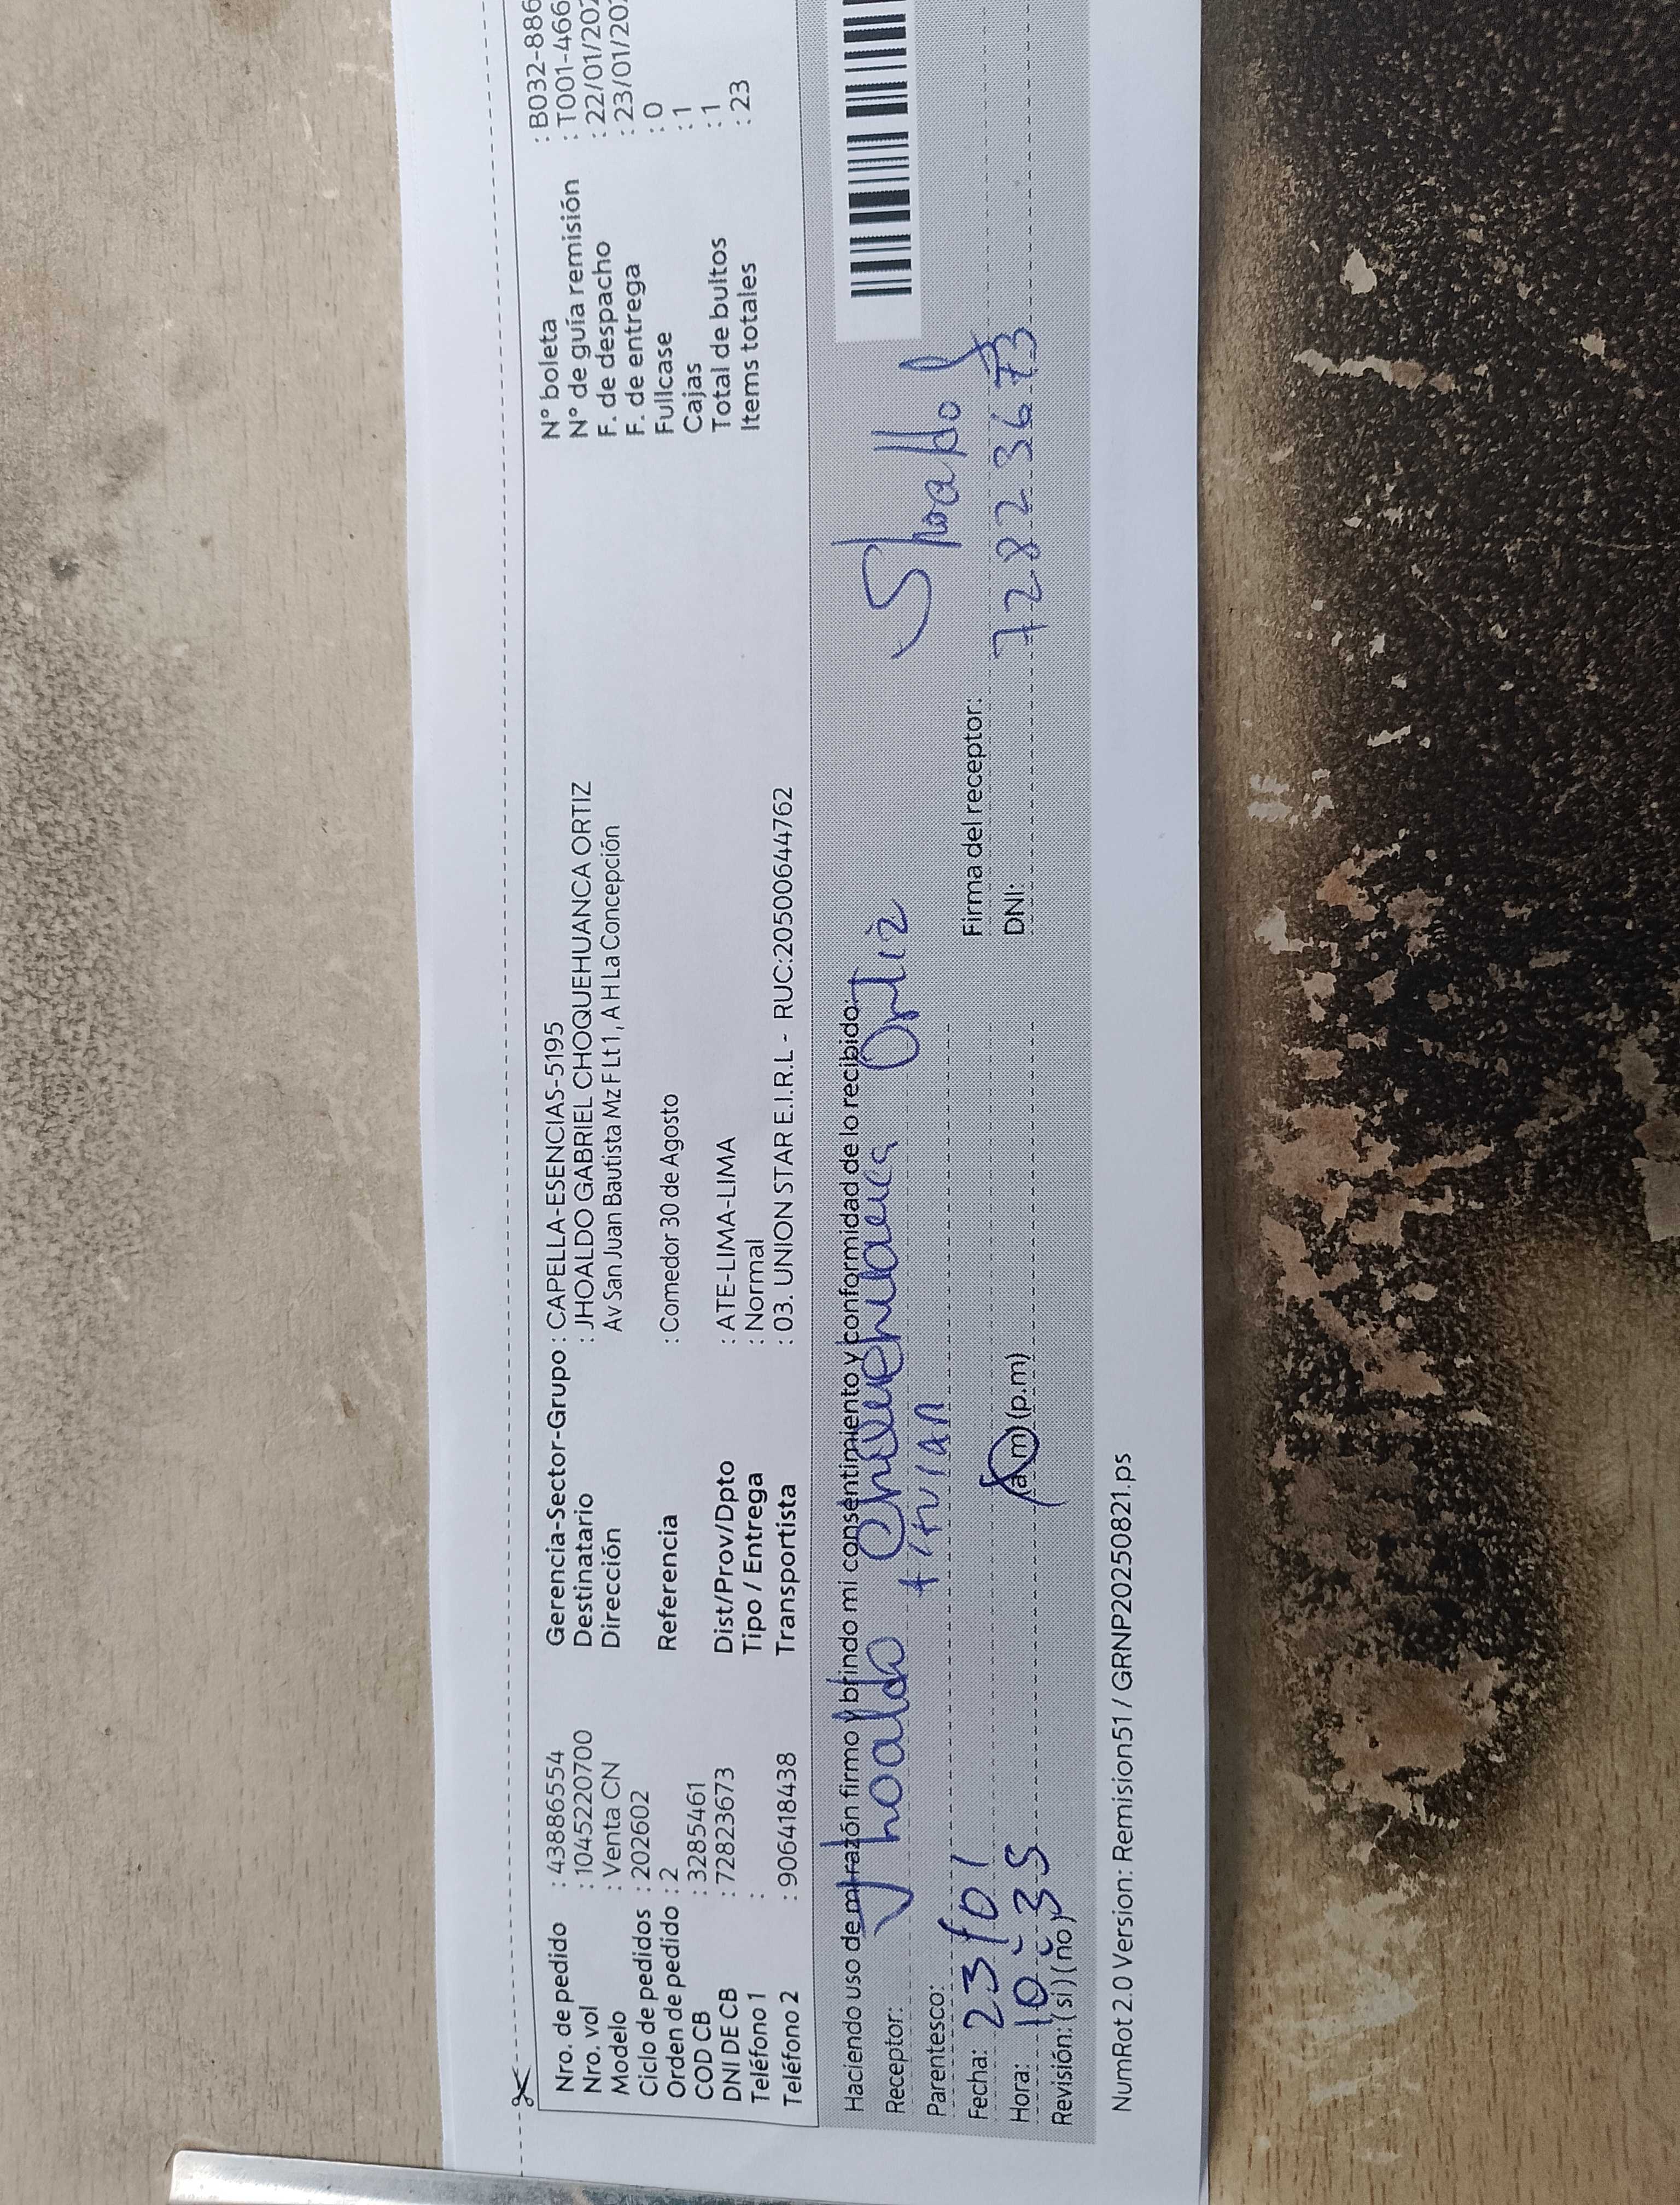 Nro. de pedido : 43886554
Nro. vol : 1045220700
Modelo : Venta CN
Ciclo de pedidos : 202602
Orden de pedido : 2
COD CB : 3285461
DNI DE CB : 72823673
Teléfono 1 :
Teléfono 2 : 906418438
Gerencia-Sector-Grupo : CAPELLA-ESENCIAS-5195
Destinatario : JHOALDO GABRIEL CHOQUEHUANCA ORTIZ
Dirección Av San Juan Bautista Mz F Lt 1, A H La Concepción
Referencia : Comedor 30 de Agosto
Dist/Prov/Dpto : ATE-LIMA-LIMA
Tipo / Entrega : Normal
Transportista : 03. UNION STAR E.I.R.L - RUC:20500644762
N° boleta : B032-886
N° de guía remisión : T001-466
F. de despacho : 22/01/202
F. de entrega : 23/01/202
Fullcase : 0
Cajas : 1
Total de bultos : 1
Items totales : 23
Haciendo uso de mi razón firmo y brindo mi consentimiento y conformidad de lo recibido:
Receptor: Jhoaldo Choquehuanca Ortiz
Parentesco: titular
Fecha: 23/01
Hora: 10:35 (a.m) (p.m)
Revisión: (si) (no)
Firma del receptor: Jhoaldo
DNI: 72823673
NumRot 2.0 Version: Remision51 / GRNP20250821.ps